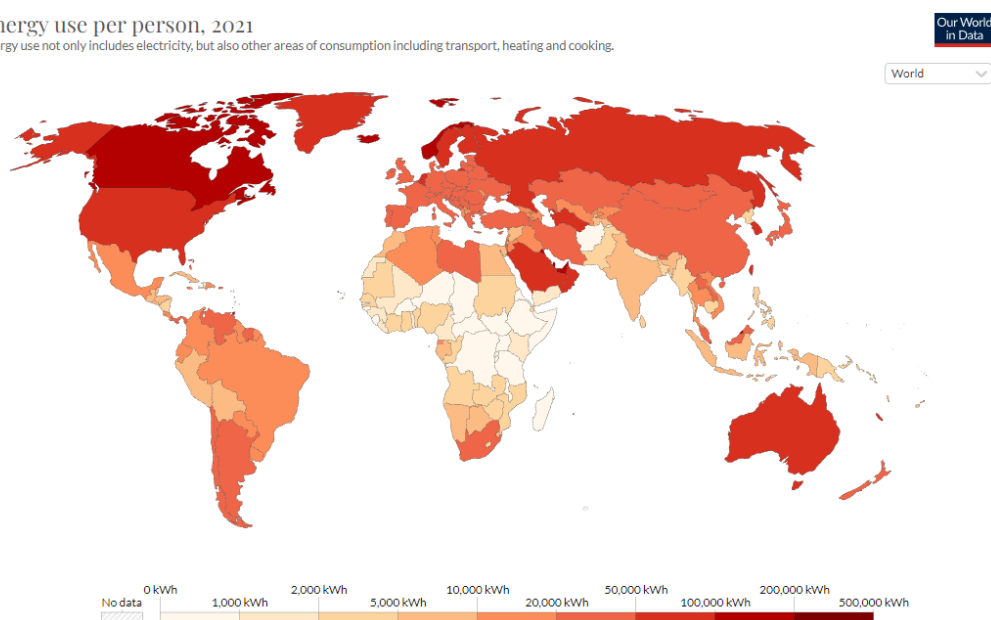 nergy use per person, 2021
rgy use not only includes electricity, but also other areas of consumption including transport, heating and cooking.
Our World
in Data
World
No data
0 kWh
1,000 kWh
2,000 kWh
5,000 kWh
10,000 kWh
20,000 kWh
50,000 kWh
100,000 kWh
200,000 kWh
500,000 kWh